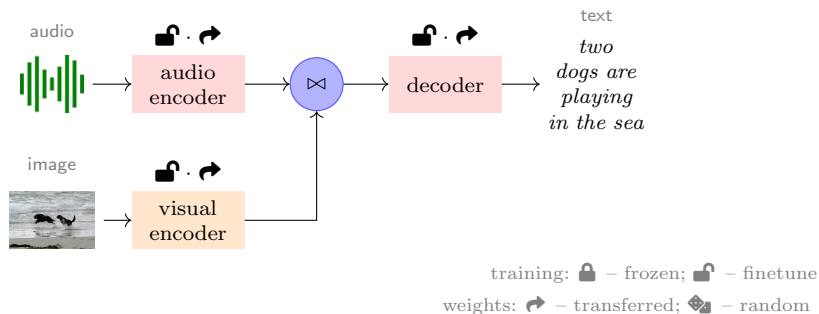 audio
audio
encoder
⋈
decoder
text
two
dogs are
playing
in the sea
image
visual
encoder
training: – frozen; – finetune
weights: – transferred; – random